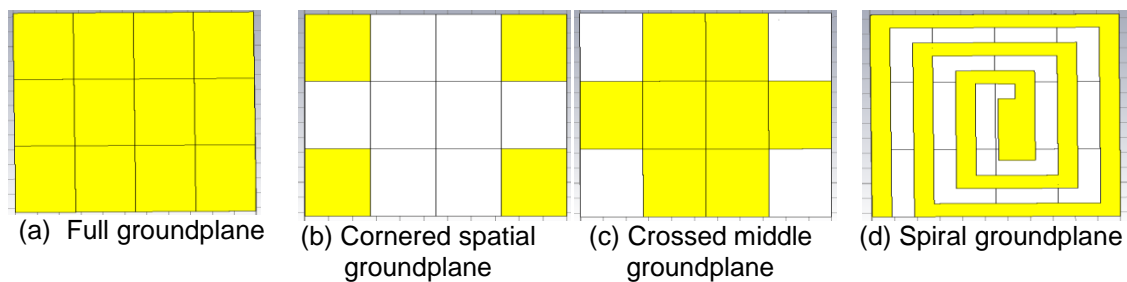 (a) Full groundplane
(b) Cornered spatial
groundplane
(c) Crossed middle
groundplane
(d) Spiral groundplane